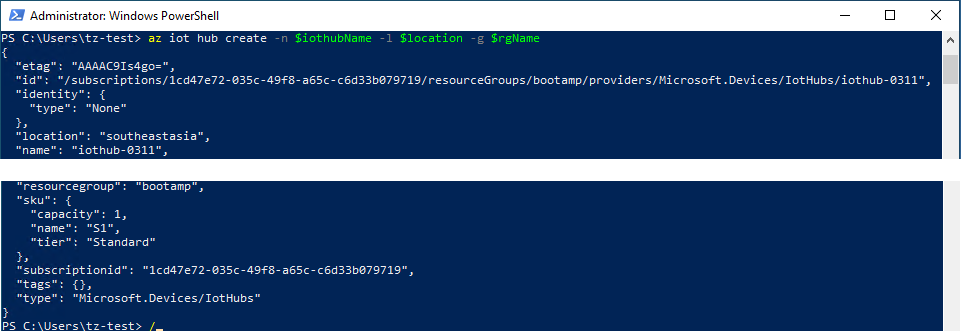 Administrator: Windows PowerShell
PS C:\Users\tz-test> az iot hub create -n $iothubName -l $location -g $rgName
{
  "etag": "AAAAC9Is4go=",
  "id": "/subscriptions/1cd47e72-035c-49f8-a65c-c6d33b079719/resourceGroups/bootamp/providers/Microsoft.Devices/IotHubs/iothub-0311",
  "identity": {
    "type": "None"
  },
  "location": "southeastasia",
  "name": "iothub-0311",
  "resourcegroup": "bootamp",
  "sku": {
    "capacity": 1,
    "name": "S1",
    "tier": "Standard"
  },
  "subscriptionid": "1cd47e72-035c-49f8-a65c-c6d33b079719",
  "tags": {},
  "type": "Microsoft.Devices/IotHubs"
}
PS C:\Users\tz-test> /_